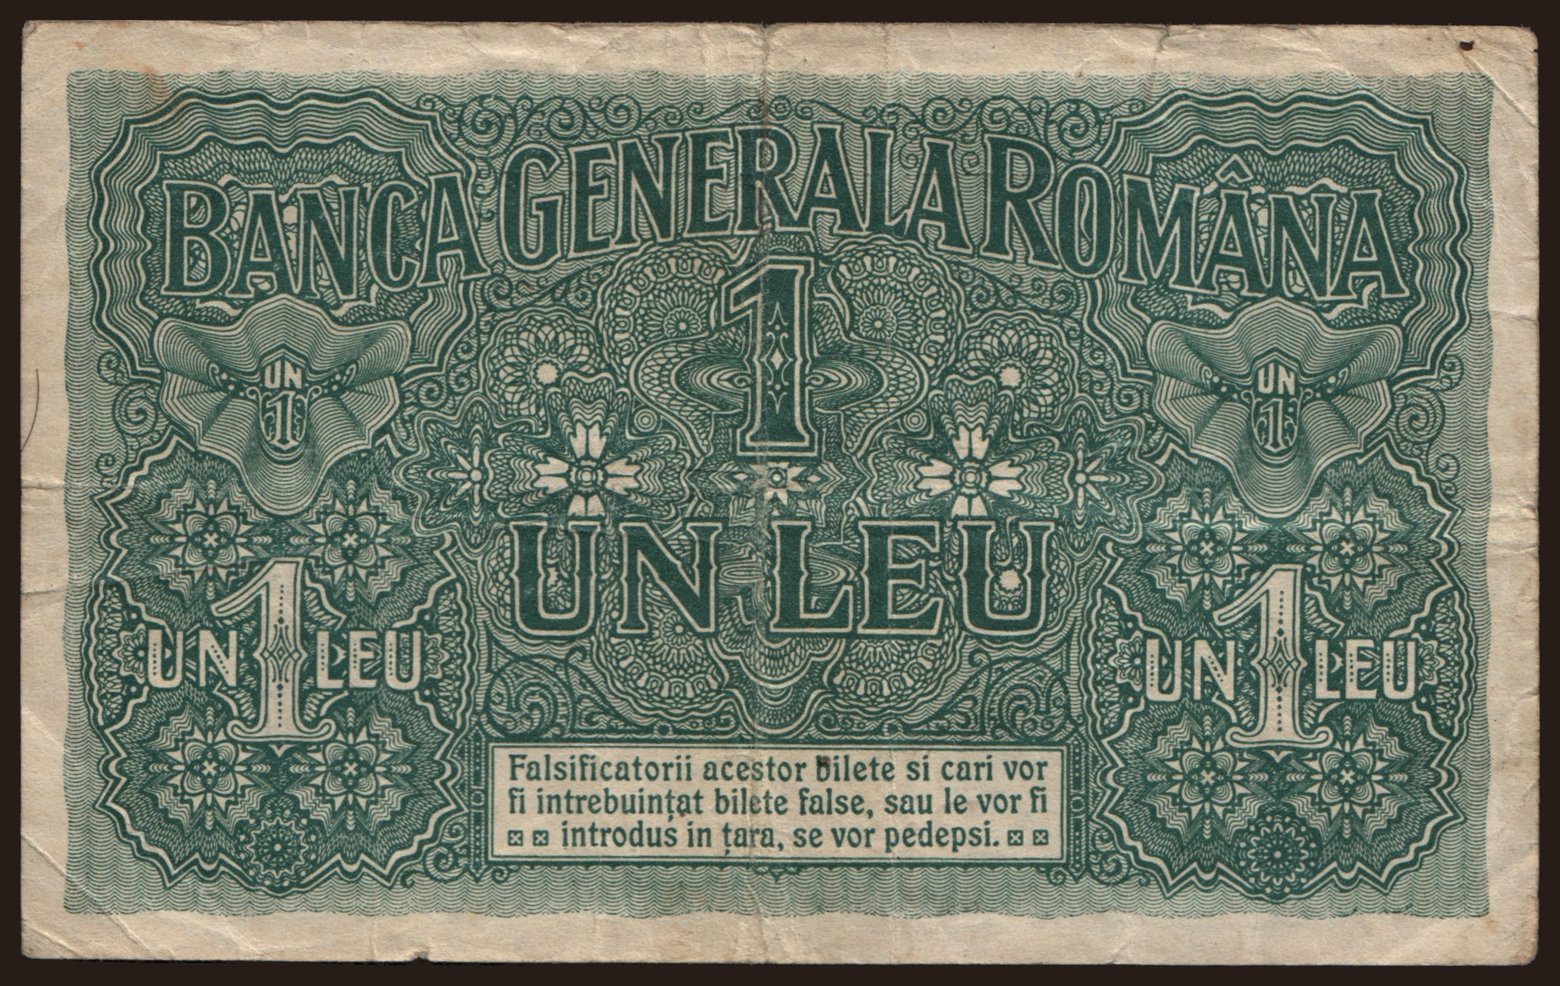 BANCA GENERALA ROMÂNA
1
UN
1
UN
1
UN LEU
UN 1 LEU
UN 1 LEU
Falsificatorii acestor bilete si cari vor
fi intrebuințat bilete false, sau le vor fi
introdus in țara, se vor pedepsi.